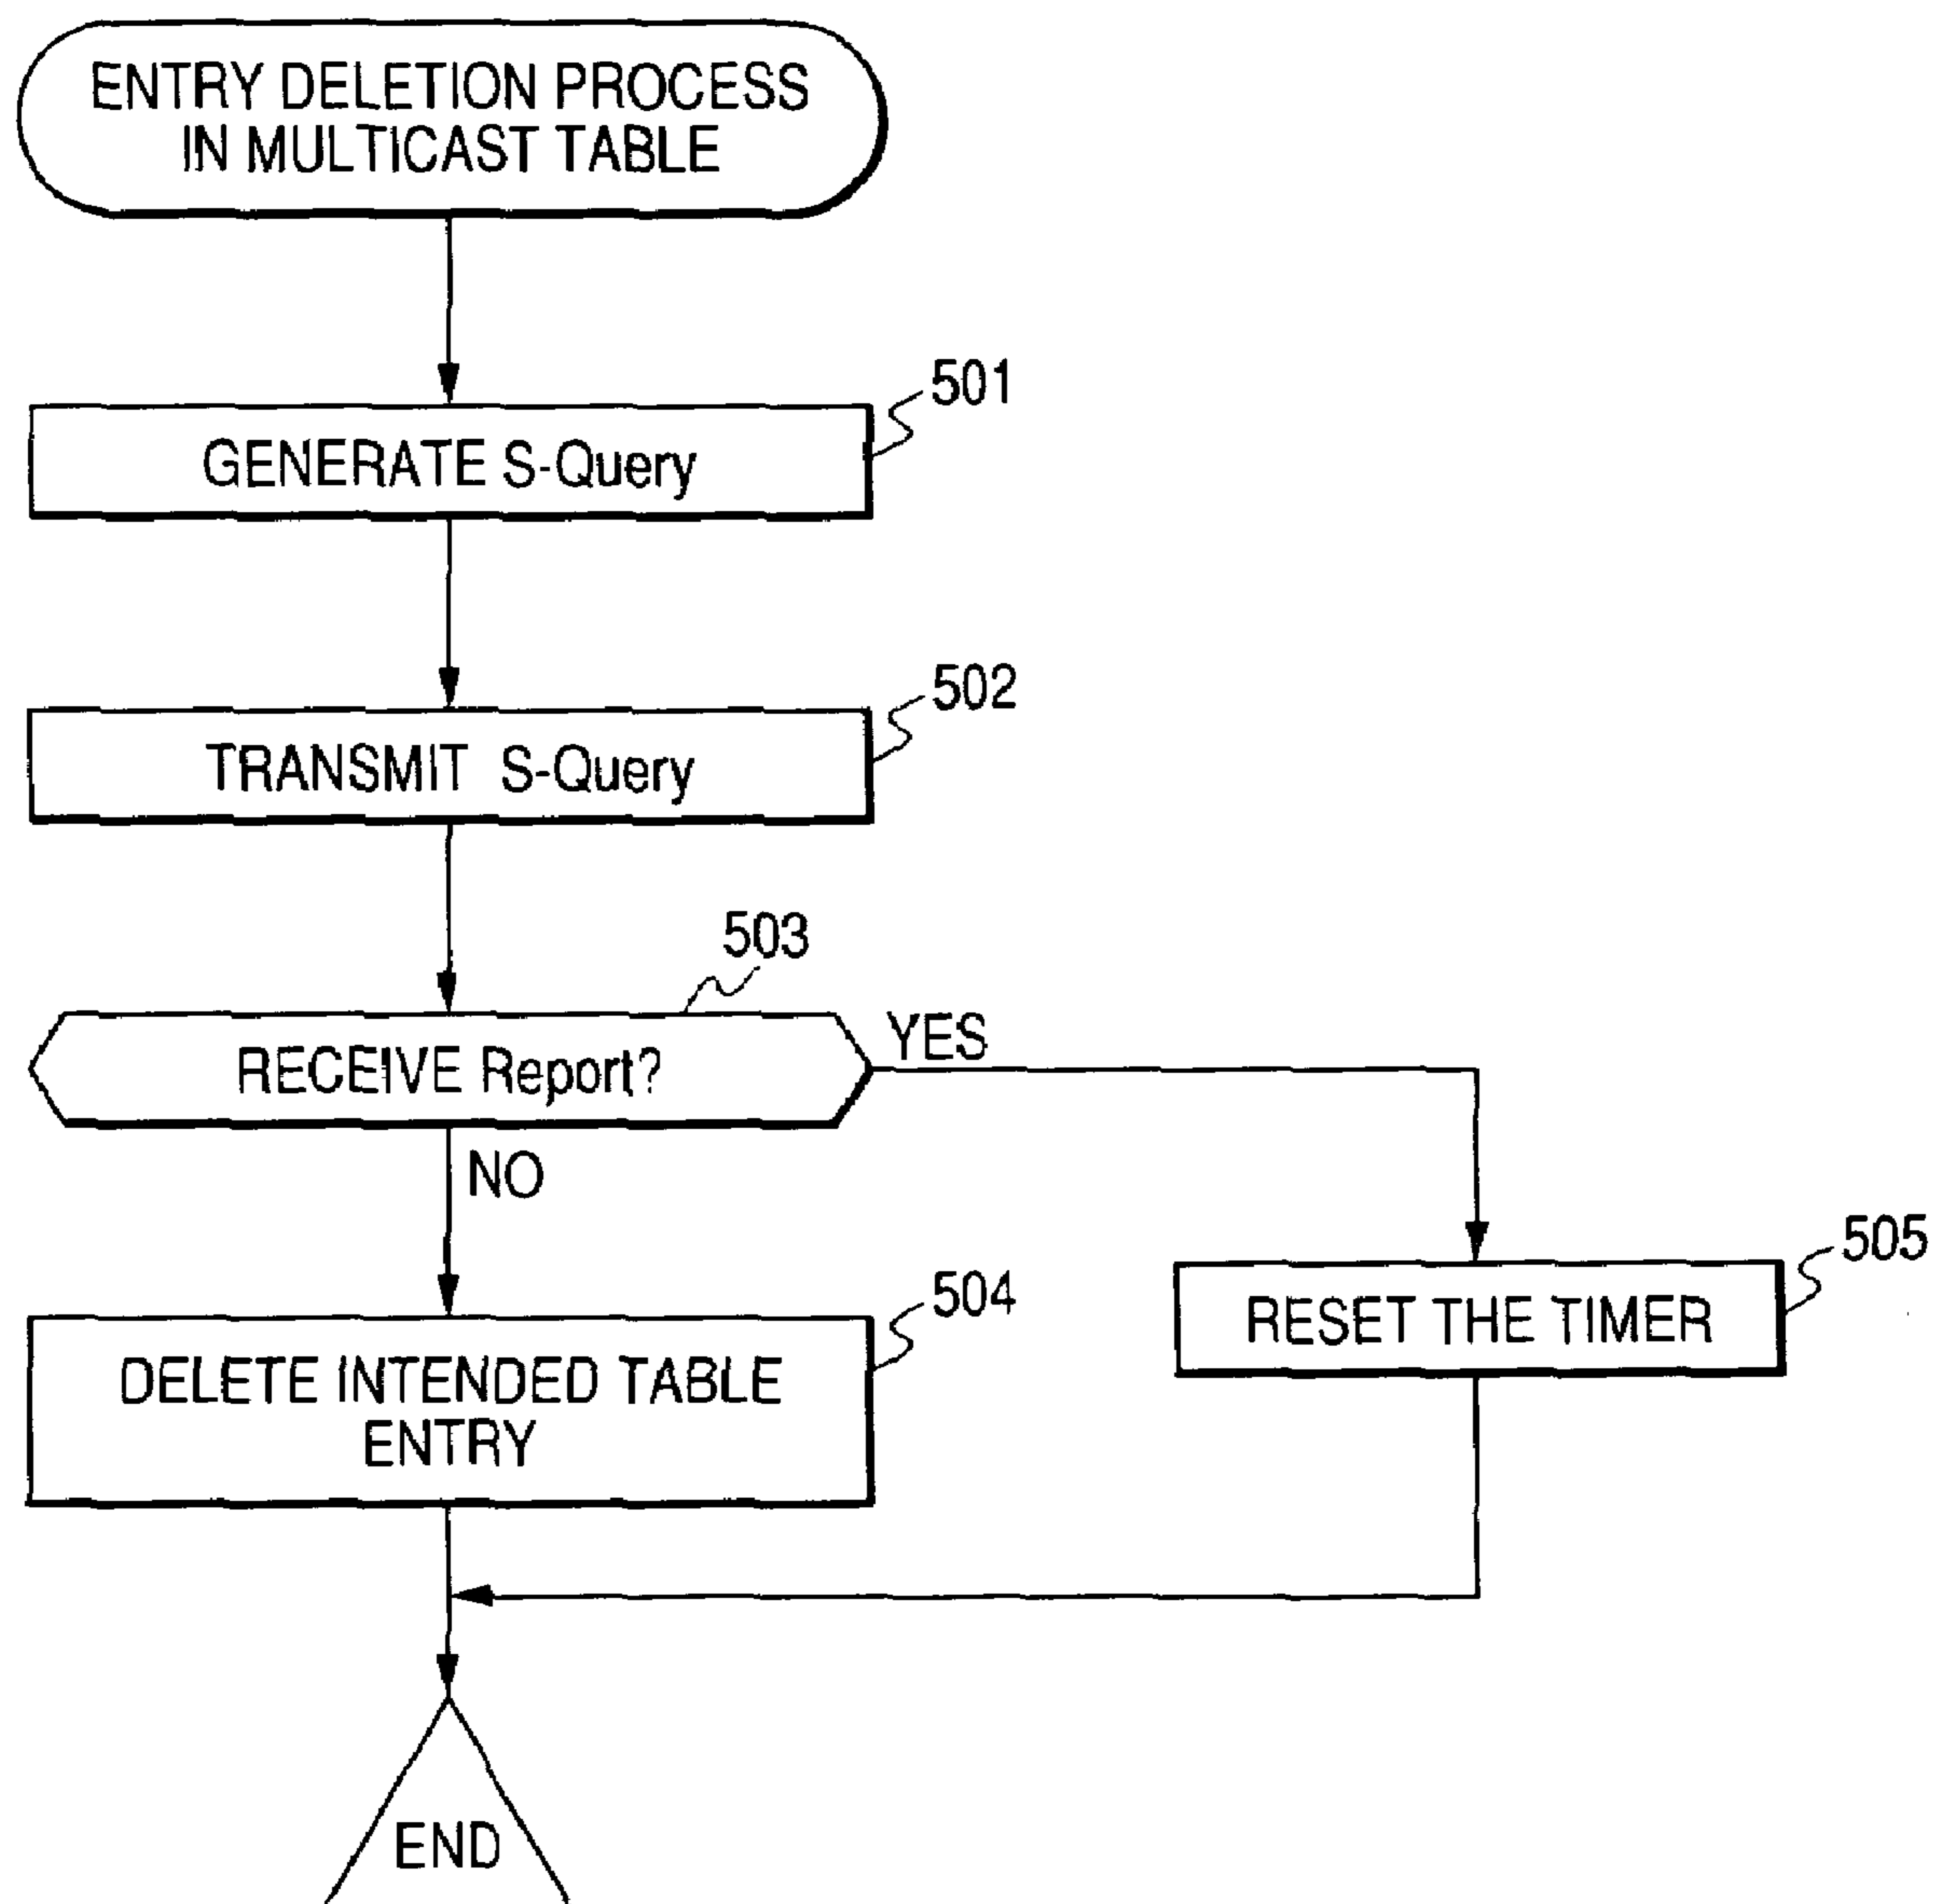 ENTRY DELETION PROCESS
IN MULTICAST TABLE
501
GENERATE S-Query
502
TRANSMIT S-Query
503
RECEIVE Report?
YES
NO
504
DELETE INTENDED TABLE
ENTRY
505
RESET THE TIMER
END